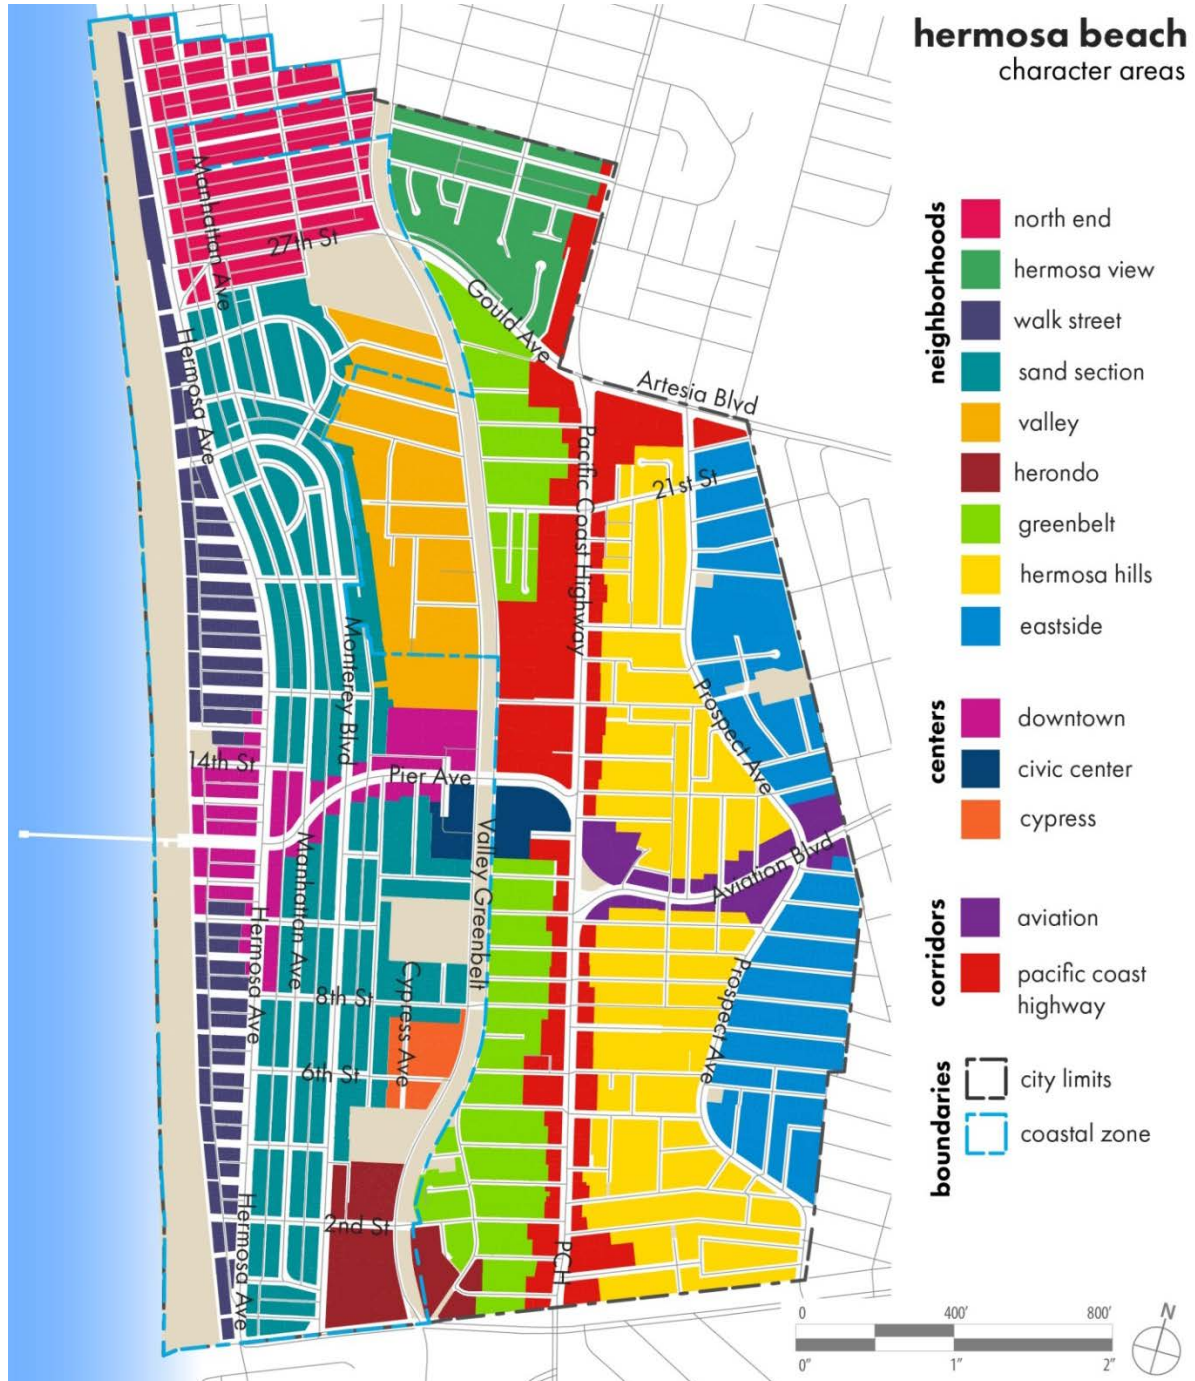 hermosa beach
character areas
neighborhoods
north end
hermosa view
walk street
sand section
valley
herondo
greenbelt
hermosa hills
eastside
centers
downtown
civic center
cypress
corridors
aviation
pacific coast
highway
boundaries
city limits
coastal zone
Manhattan Ave
27th St
Gould Ave
Hermosa Ave
Artesia Blvd
Pacific Coast Highway
21st St
Monterey Blvd
Prospect Ave
14th St
Pier Ave
Manhattan Ave
Valley Greenbelt
Aviation Blvd
Hermosa Ave
8th St
Cypress Ave
Prospect Ave
6th St
Hermosa Ave
2nd St
PCH
0 400' 800'
0" 1" 2"
N